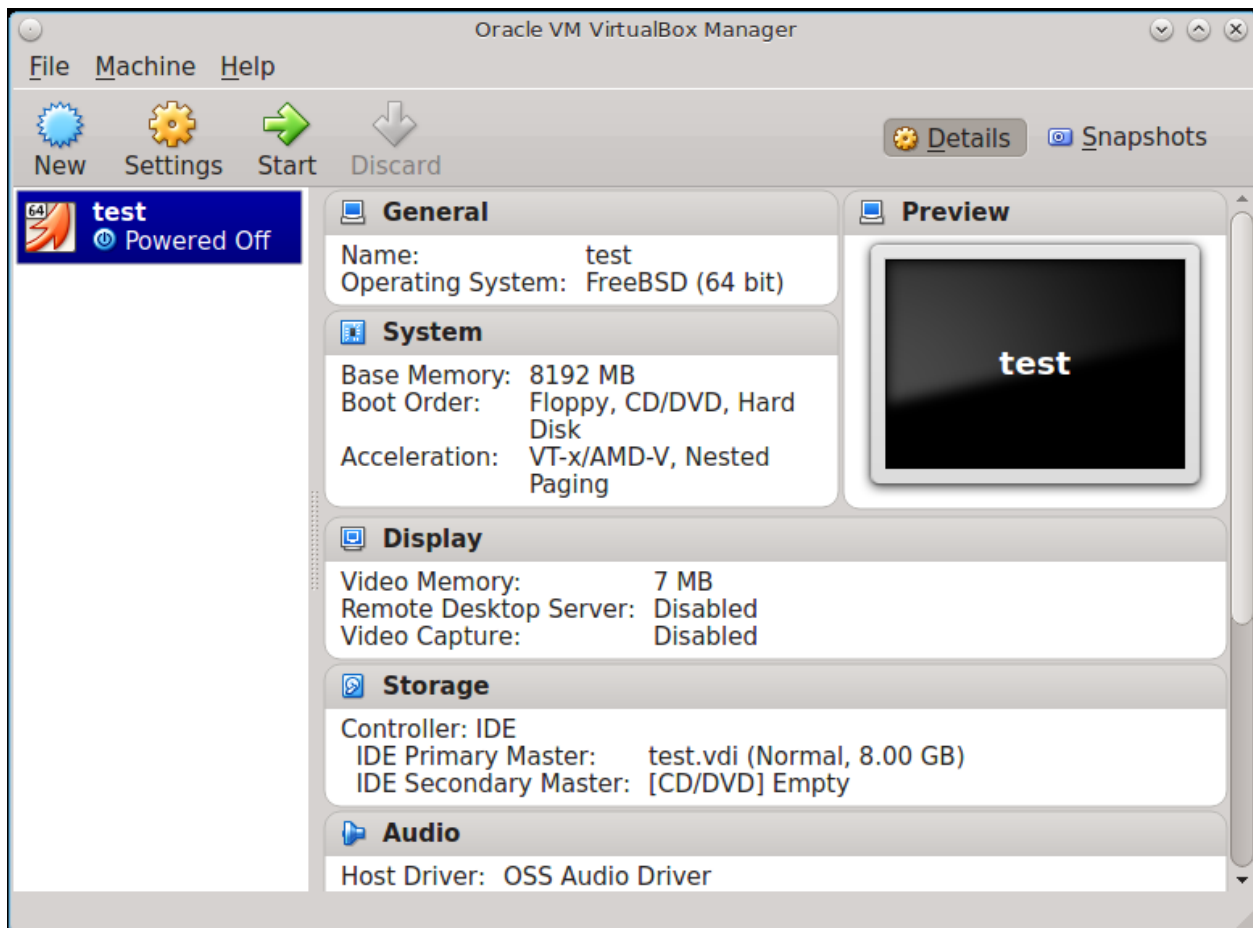 Oracle VM VirtualBox Manager
File Machine Help
New Settings Start Discard
Details Snapshots
64
test
Powered Off
General
Name: test
Operating System: FreeBSD (64 bit)
System
Base Memory: 8192 MB
Boot Order: Floppy, CD/DVD, Hard
Disk
Acceleration: VT-x/AMD-V, Nested
Paging
Preview
test
Display
Video Memory: 7 MB
Remote Desktop Server: Disabled
Video Capture: Disabled
Storage
Controller: IDE
IDE Primary Master: test.vdi (Normal, 8.00 GB)
IDE Secondary Master: [CD/DVD] Empty
Audio
Host Driver: OSS Audio Driver